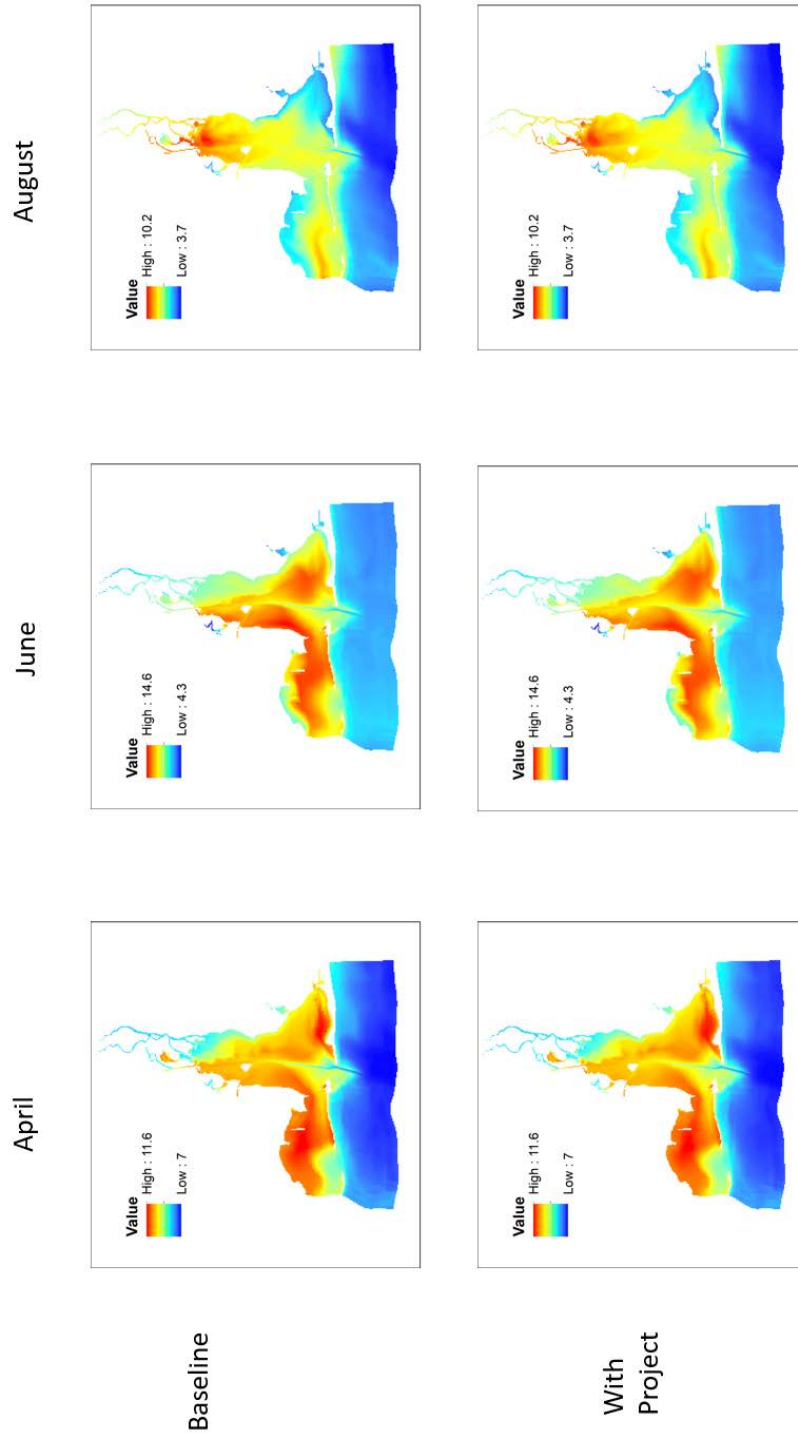 April
June
August
Baseline
Value
High : 11.6
Low : 7
Value
High : 14.6
Low : 4.3
Value
High : 10.2
Low : 3.7
With
Project
Value
High : 11.6
Low : 7
Value
High : 14.6
Low : 4.3
Value
High : 10.2
Low : 3.7